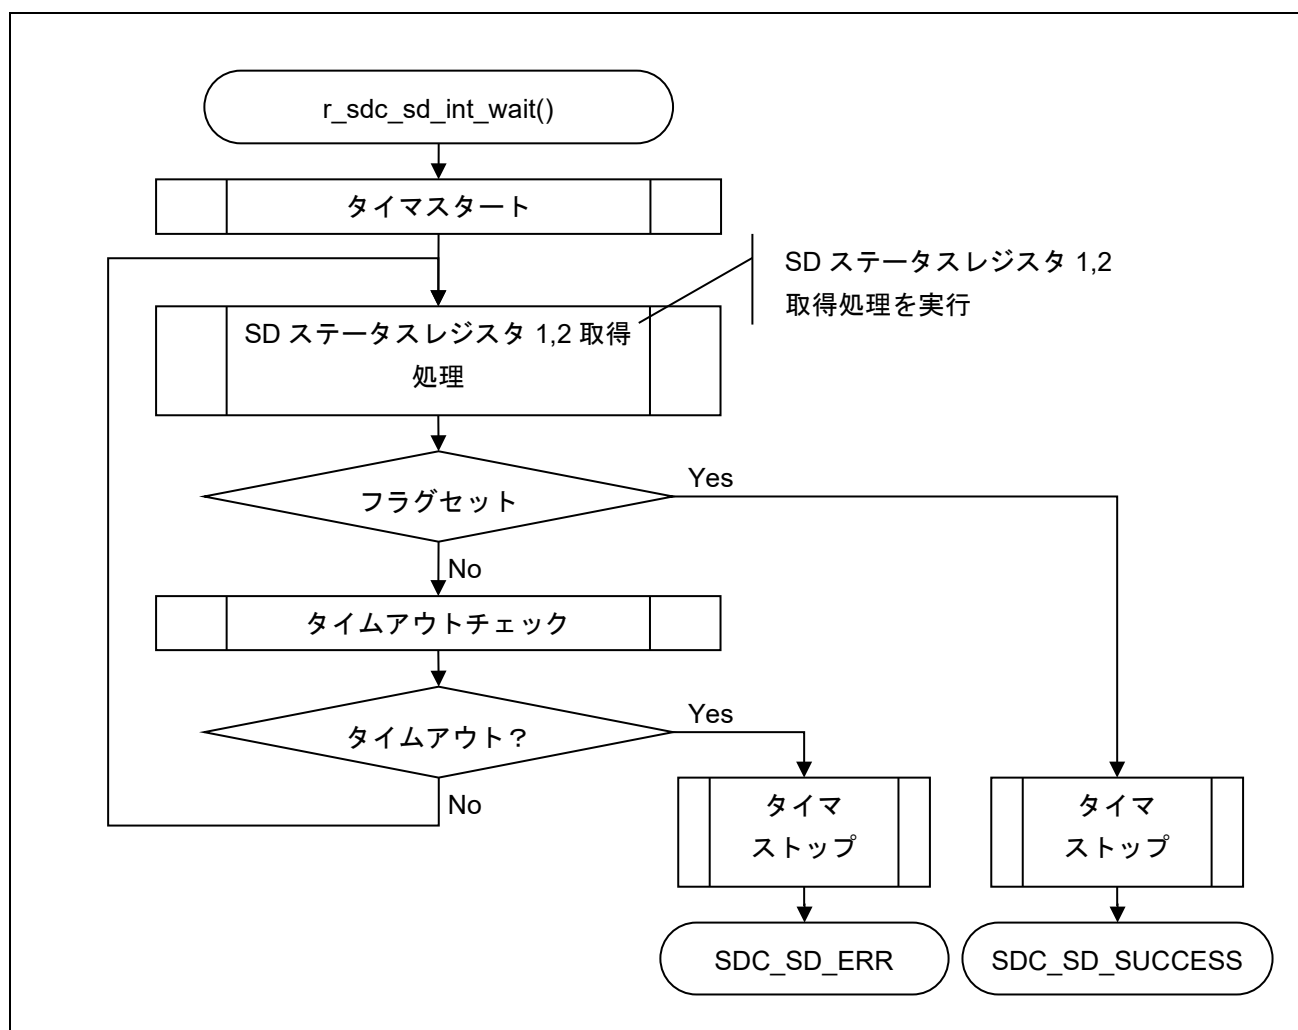 r_sdc_sd_int_wait()
タイマスタート
SD ステータスレジスタ 1,2
取得処理を実行
SD ステータスレジスタ 1,2 取得
処理
フラグセット
Yes
No
タイムアウトチェック
タイムアウト？
Yes
No
タイマ
ストップ
タイマ
ストップ
SDC_SD_ERR
SDC_SD_SUCCESS